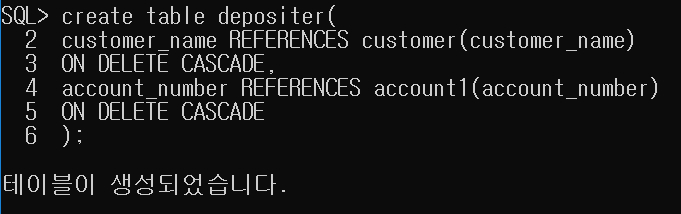 SQL> create table depositer(
2 customer_name REFERENCES customer(customer_name)
3 ON DELETE CASCADE,
4 account_number REFERENCES account1(account_number)
5 ON DELETE CASCADE
6 );
테이블이 생성되었습니다.